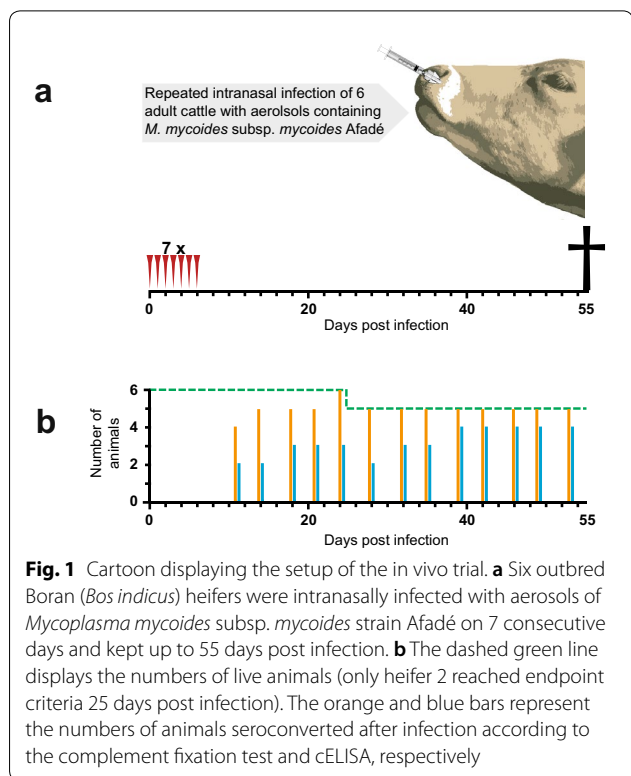 a
Repeated intranasal infection of 6
adult cattle with aerolsols containing
M. mycoides subsp. mycoides Afadé
7 x
0 20 40 55
Days post infection
b
Number of
animals
6
4
2
0
0 20 40 55
Days post infection
Fig. 1 Cartoon displaying the setup of the in vivo trial. a Six outbred
Boran (Bos indicus) heifers were intranasally infected with aerosols of
Mycoplasma mycoides subsp. mycoides strain Afadé on 7 consecutive
days and kept up to 55 days post infection. b The dashed green line
displays the numbers of live animals (only heifer 2 reached endpoint
criteria 25 days post infection). The orange and blue bars represent
the numbers of animals seroconverted after infection according to
the complement fixation test and cELISA, respectively